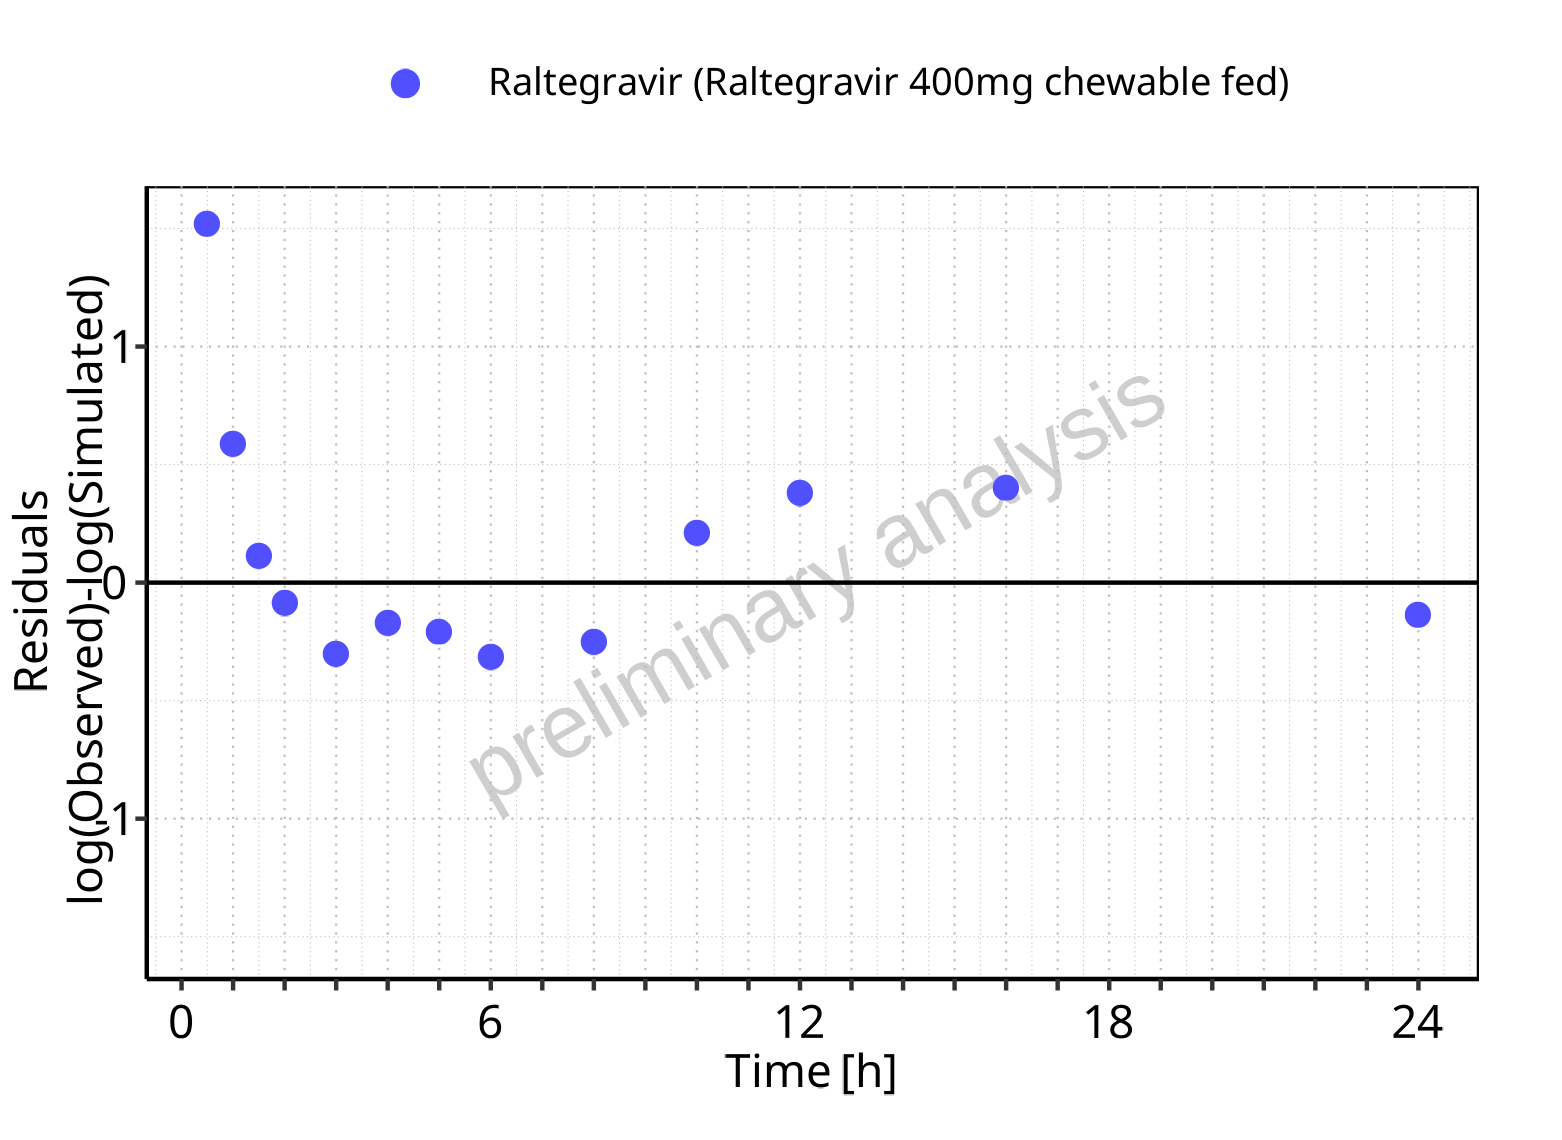 Raltegravir (Raltegravir 400mg chewable fed)
Residuals
log(Observed)-log(Simulated)
1
0
-1
preliminary analysis
0 6 12 18 24
Time [h]